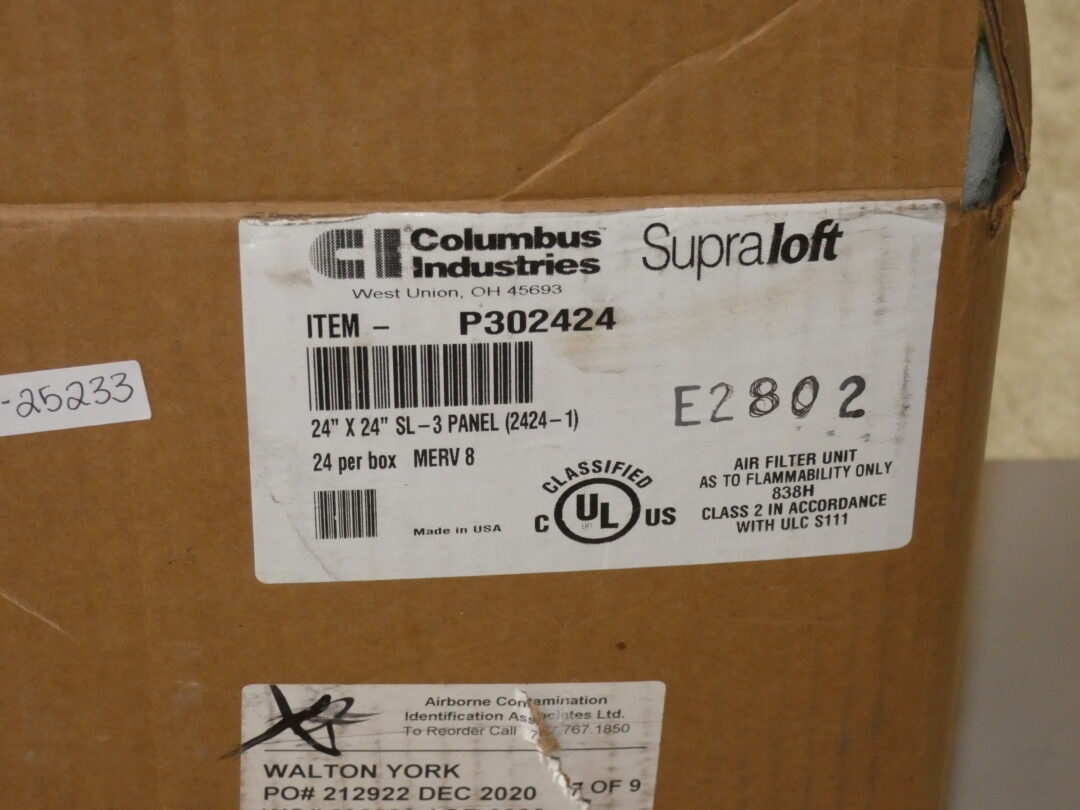 CI Columbus Industries
Supraloft
West Union, OH 45693
ITEM - P302424
24" X 24" SL-3 PANEL (2424-1)
24 per box MERV 8
Made in USA
E2802
CLASSIFIED
C UL US
AIR FILTER UNIT
AS TO FLAMMABILITY ONLY
838H
CLASS 2 IN ACCORDANCE
WITH ULC S111
-25233
Airborne Contamination
Identification Associates Ltd.
To Reorder Call 767.1850
WALTON YORK
PO# 212922 DEC 2020 7 OF 9